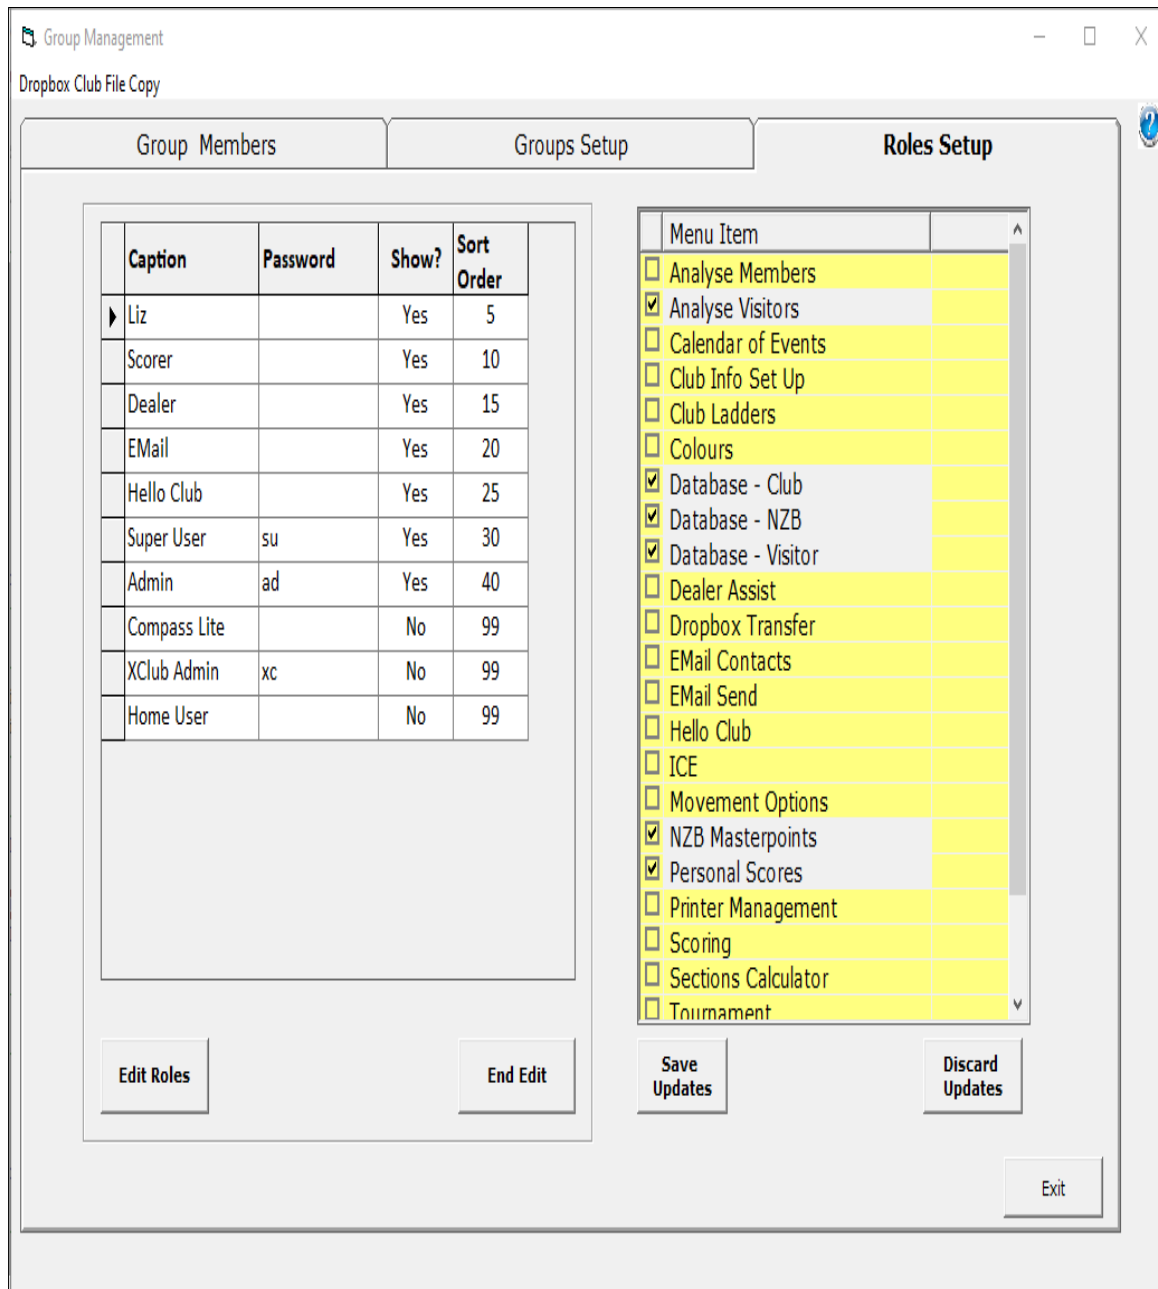 Group Management
Dropbox Club File Copy
Group Members
Groups Setup
Roles Setup
Caption Password Show? Sort Order
Liz Yes 5
Scorer Yes 10
Dealer Yes 15
EMail Yes 20
Hello Club Yes 25
Super User su Yes 30
Admin ad Yes 40
Compass Lite No 99
XClub Admin xc No 99
Home User No 99
Edit Roles
End Edit
Menu Item
Analyse Members
Analyse Visitors
Calendar of Events
Club Info Set Up
Club Ladders
Colours
Database - Club
Database - NZB
Database - Visitor
Dealer Assist
Dropbox Transfer
EMail Contacts
EMail Send
Hello Club
ICE
Movement Options
NZB Masterpoints
Personal Scores
Printer Management
Scoring
Sections Calculator
Tournament
Save
Updates
Discard
Updates
Exit